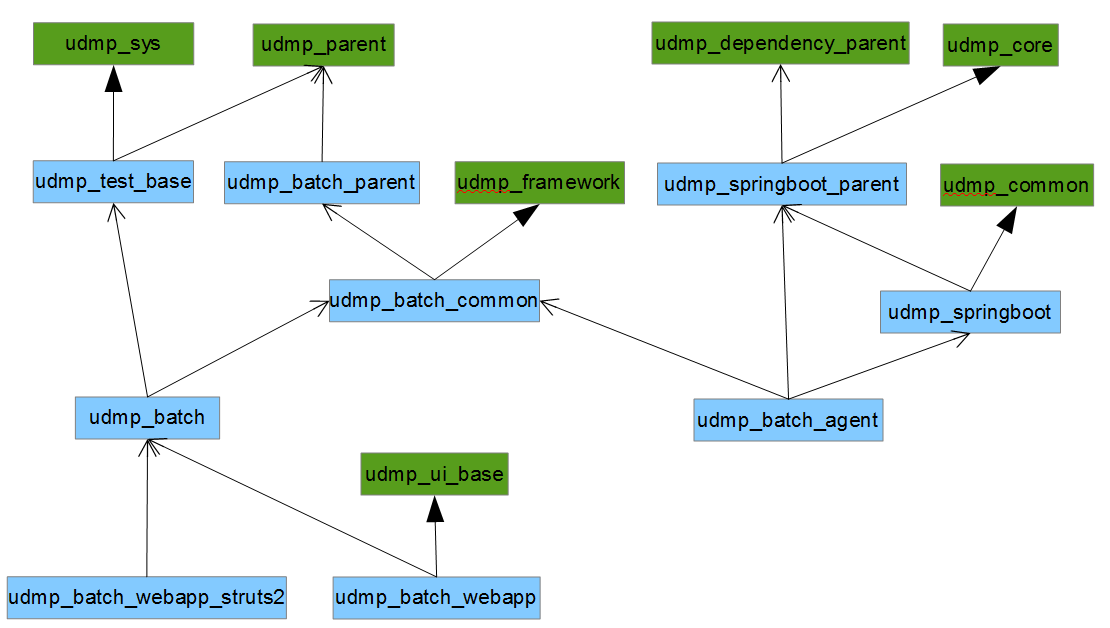 udmp_sys
udmp_parent
udmp_dependency_parent
udmp_core
udmp_test_base
udmp_batch_parent
udmp_framework
udmp_springboot_parent
udmp_common
udmp_batch_common
udmp_springboot
udmp_batch
udmp_batch_agent
udmp_ui_base
udmp_batch_webapp_struts2
udmp_batch_webapp